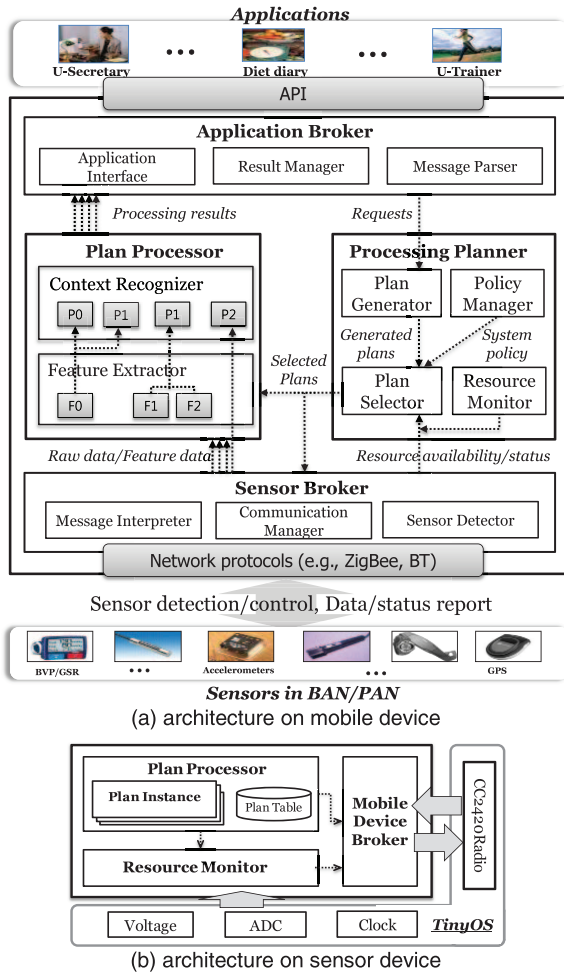 Applications
U-Secretary
Diet diary
U-Trainer
API
Application Broker
Application
Interface
Result Manager
Message Parser
Processing results
Requests
Plan Processor
Context Recognizer
P0
P1
P1
P2
Feature Extractor
F0
F1
F2
Processing Planner
Plan
Generator
Policy
Manager
Generated
plans
System
policy
Plan
Selector
Resource
Monitor
Selected
Plans
Raw data/Feature data
Resource availability/status
Sensor Broker
Message Interpreter
Communication
Manager
Sensor Detector
Network protocols (e.g., ZigBee, BT)
Sensor detection/control, Data/status report
BVP/GSR
Accelerometers
GPS
Sensors in BAN/PAN
(a) architecture on mobile device
Plan Processor
Plan Instance
Plan Table
Resource Monitor
Mobile
Device
Broker
CC2420Radio
Voltage
ADC
Clock
TinyOS
(b) architecture on sensor device